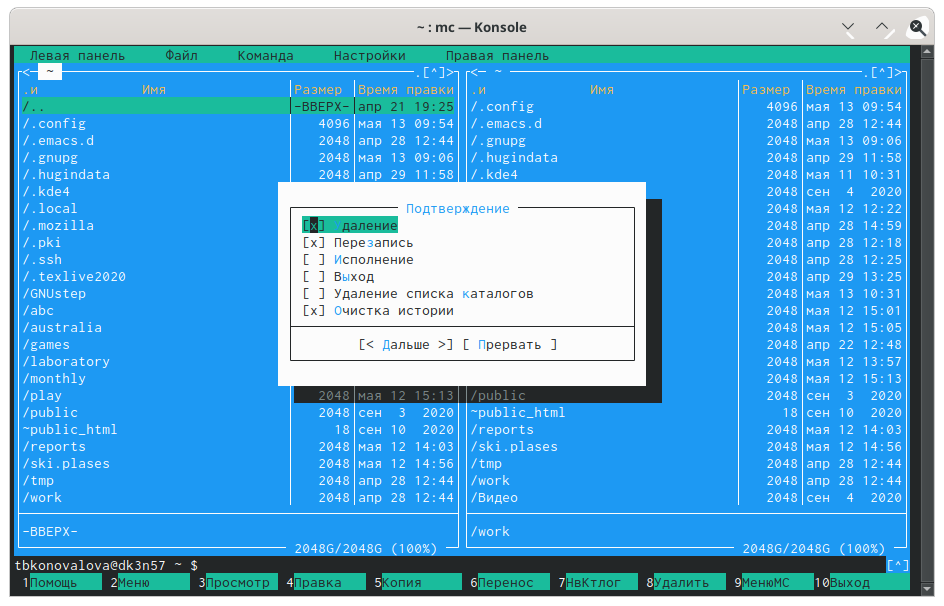 ~ : mc — Konsole
Левая панель Файл Команда Настройки Правая панель
<— ~ .[^]> <— ~ .[^]>
.и Имя Размер Время правки .и Имя Размер Время правки
/.. -ВВЕРХ- апр 21 19:25 /.config 4096 мая 13 09:54
/.config 4096 мая 13 09:54 /.emacs.d 2048 апр 28 12:44
/.emacs.d 2048 апр 28 12:44 /.gnupg 2048 мая 13 09:06
/.gnupg 2048 мая 13 09:06 /.hugindata 2048 апр 29 11:58
/.hugindata 2048 апр 29 11:58 /.kde4 2048 мая 11 10:31
/.kde4 2048 сен 4 2020
/.local Подтверждение 2048 мая 12 12:22
/.mozilla [x] Удаление 2048 апр 28 14:59
/.pki [x] Перезапись 2048 апр 28 12:18
/.ssh [ ] Исполнение 2048 апр 28 12:25
/.texlive2020 [ ] Выход 2048 апр 29 13:25
/GNUstep [ ] Удаление списка каталогов 2048 мая 13 10:31
/abc [x] Очистка истории 2048 мая 12 15:01
/australia 2048 мая 12 15:05
/games [< Дальше >] [ Прервать ] 2048 апр 22 12:48
/laboratory 2048 мая 12 13:57
/monthly 2048 мая 12 15:13
/play 2048 мая 12 15:13 /public 2048 сен 3 2020
/public 2048 сен 3 2020 ~public_html 18 сен 10 2020
~public_html 18 сен 10 2020 /reports 2048 мая 12 14:03
/reports 2048 мая 12 14:03 /ski.plases 2048 мая 12 14:56
/ski.plases 2048 мая 12 14:56 /tmp 2048 апр 28 12:44
/tmp 2048 апр 28 12:44 /work 2048 апр 28 12:44
/work 2048 апр 28 12:44 /Видео 2048 сен 4 2020
-ВВЕРХ- /work
2048G/2048G (100%) 2048G/2048G (100%)
tbkonovalova@dk3n57 ~ $ [^]
1Помощь 2Меню 3Просмотр 4Правка 5Копия 6Перенос 7НвКтлог 8Удалить 9МенюМС 10Выход